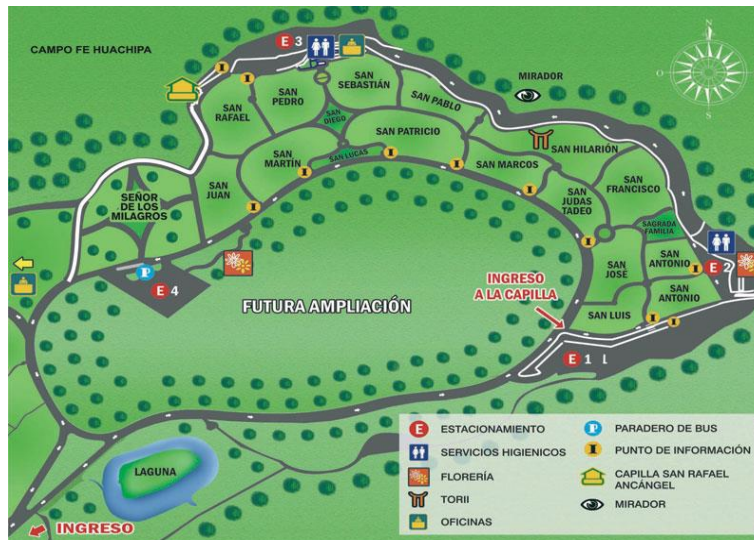 CAMPO FE HUACHIPA
E 3
N
O
E
S
MIRADOR
SAN
SEBASTIÁN
SAN
PEDRO
SAN
RAFAEL
SAN
DIEGO
SAN PABLO
SAN PATRICIO
SAN HILARIÓN
SAN LUCAS
SAN
MARTÍN
SAN MARCOS
SAN
FRANCISCO
SAN
JUAN
SEÑOR
DE LOS
MILAGROS
SAN
JUDAS
TADEO
SAGRADA
FAMILIA
SAN
JOSÉ
SAN
ANTONIO
E 2
SAN
ANTONIO
SAN LUIS
P
E 4
INGRESO
A LA CAPILLA
FUTURA AMPLIACIÓN
E 1
LAGUNA
INGRESO
E ESTACIONAMIENTO
SERVICIOS HIGIENICOS
FLORERÍA
TORII
OFICINAS
P PARADERO DE BUS
I PUNTO DE INFORMACIÓN
CAPILLA SAN RAFAEL
ANCÁNGEL
MIRADOR